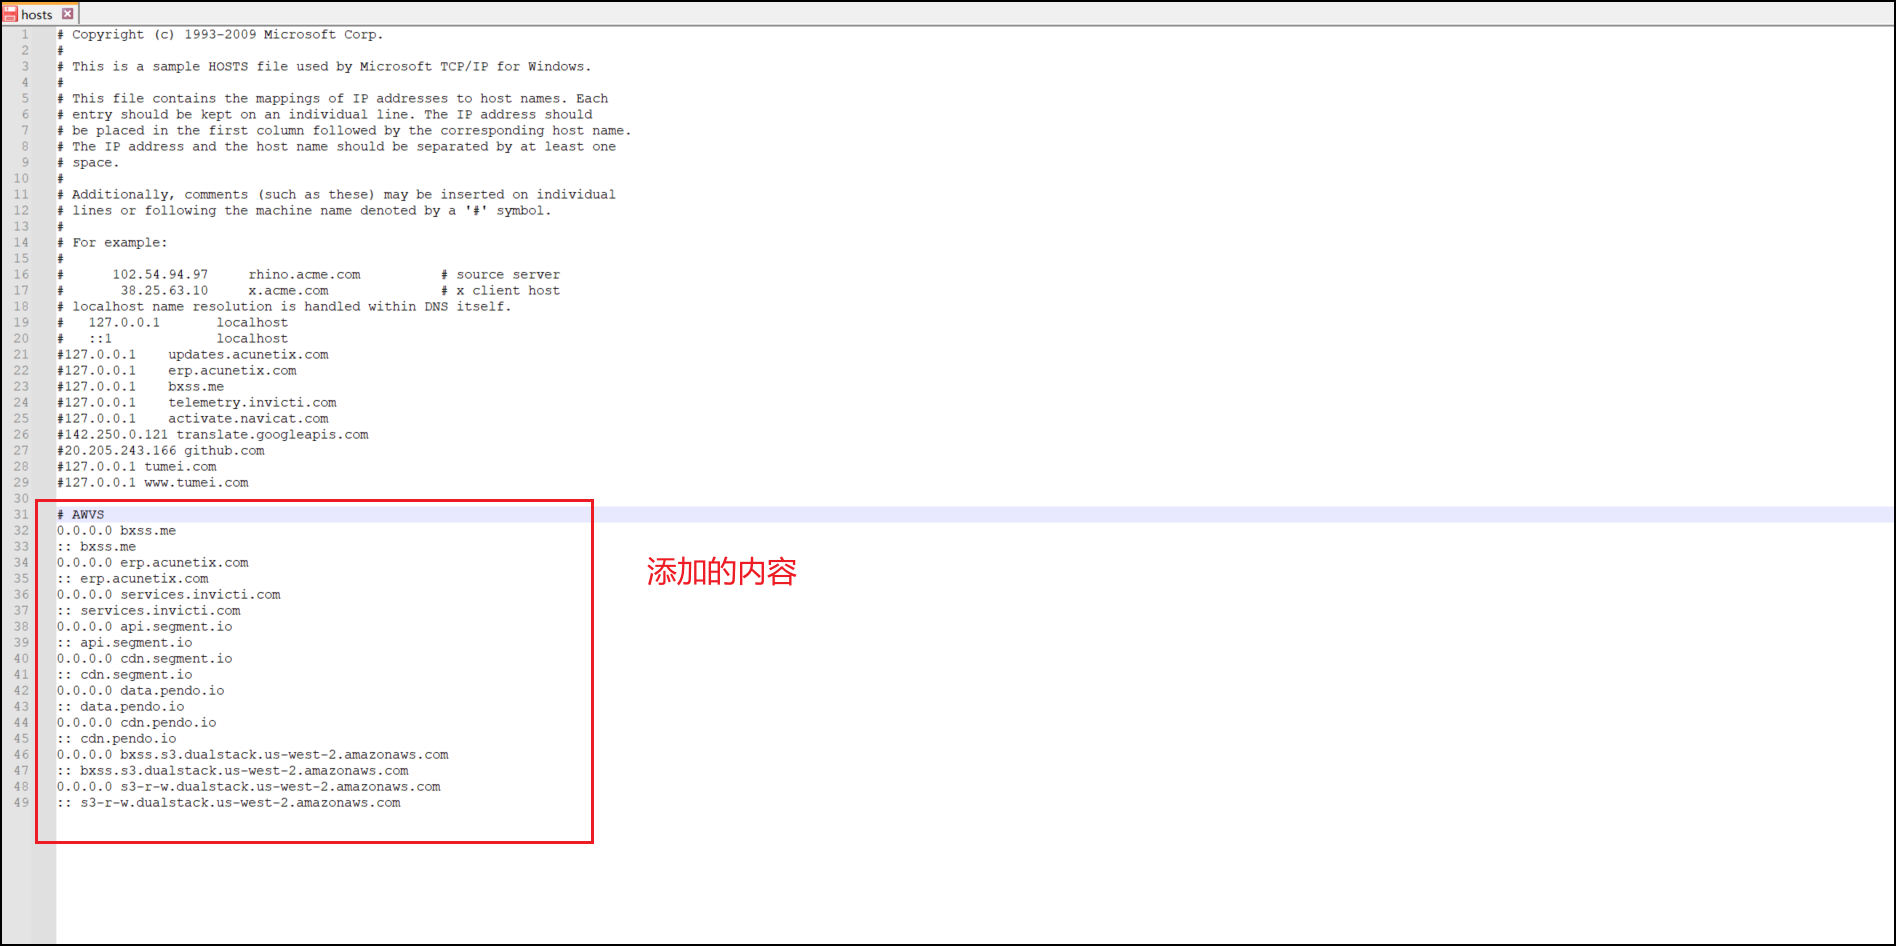 hosts
1 # Copyright (c) 1993-2009 Microsoft Corp.
2 #
3 # This is a sample HOSTS file used by Microsoft TCP/IP for Windows.
4 #
5 # This file contains the mappings of IP addresses to host names. Each
6 # entry should be kept on an individual line. The IP address should
7 # be placed in the first column followed by the corresponding host name.
8 # The IP address and the host name should be separated by at least one
9 # space.
10 #
11 # Additionally, comments (such as these) may be inserted on individual
12 # lines or following the machine name denoted by a '#' symbol.
13 #
14 # For example:
15 #
16 #      102.54.94.97     rhino.acme.com          # source server
17 #       38.25.63.10     x.acme.com              # x client host
18 # localhost name resolution is handled within DNS itself.
19 #   127.0.0.1       localhost
20 #   ::1             localhost
21 #127.0.0.1    updates.acunetix.com
22 #127.0.0.1    erp.acunetix.com
23 #127.0.0.1    bxss.me
24 #127.0.0.1    telemetry.invicti.com
25 #127.0.0.1    activate.navicat.com
26 #142.250.0.121 translate.googleapis.com
27 #20.205.243.166 github.com
28 #127.0.0.1 tumei.com
29 #127.0.0.1 www.tumei.com
30
31 # AWVS
32 0.0.0.0 bxss.me
33 :: bxss.me
34 0.0.0.0 erp.acunetix.com
添加的内容
35 :: erp.acunetix.com
36 0.0.0.0 services.invicti.com
37 :: services.invicti.com
38 0.0.0.0 api.segment.io
39 :: api.segment.io
40 0.0.0.0 cdn.segment.io
41 :: cdn.segment.io
42 0.0.0.0 data.pendo.io
43 :: data.pendo.io
44 0.0.0.0 cdn.pendo.io
45 :: cdn.pendo.io
46 0.0.0.0 bxss.s3.dualstack.us-west-2.amazonaws.com
47 :: bxss.s3.dualstack.us-west-2.amazonaws.com
48 0.0.0.0 s3-r-w.dualstack.us-west-2.amazonaws.com
49 :: s3-r-w.dualstack.us-west-2.amazonaws.com